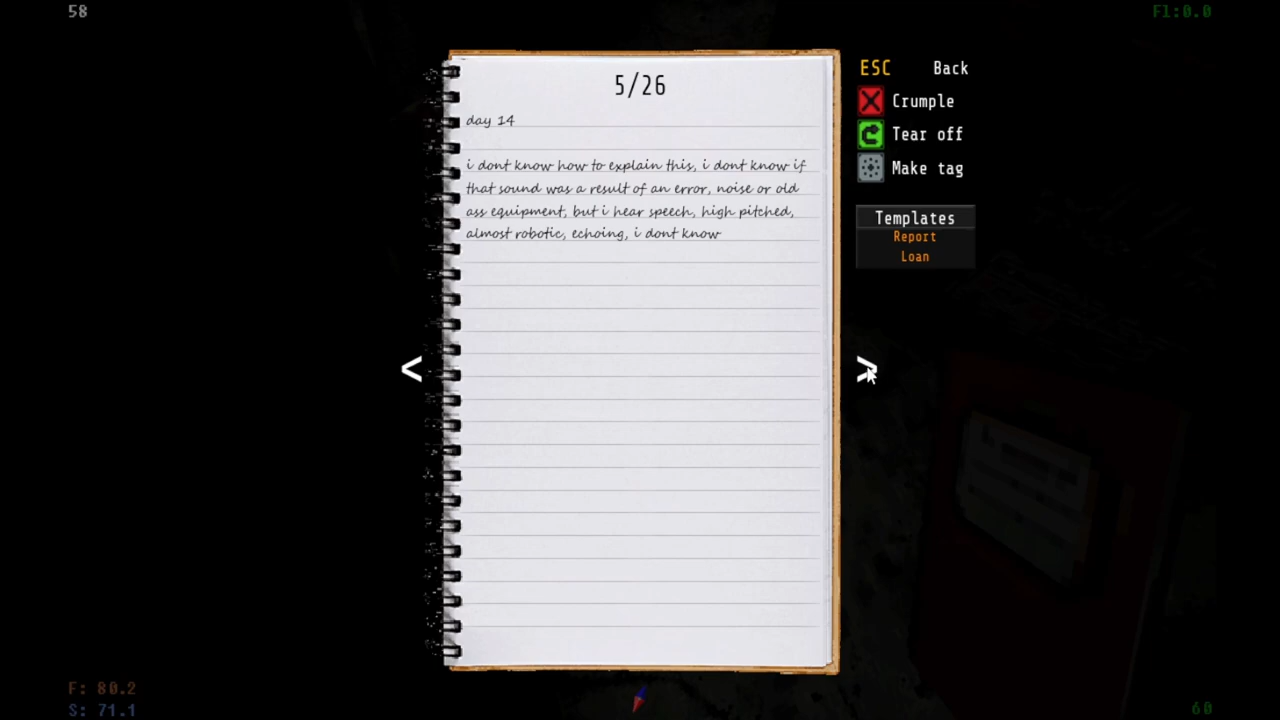 58
F1:0.0
5/26
ESC Back
day 14
Crumple
Tear off
i dont know how to explain this, i dont know if
Make tag
that sound was a result of an error, noise or old
ass equipment, but i hear speech, high pitched,
almost robotic, echoing, i dont know
Templates
Report
Loan
<
>
F: 80.2
S: 71.1
60